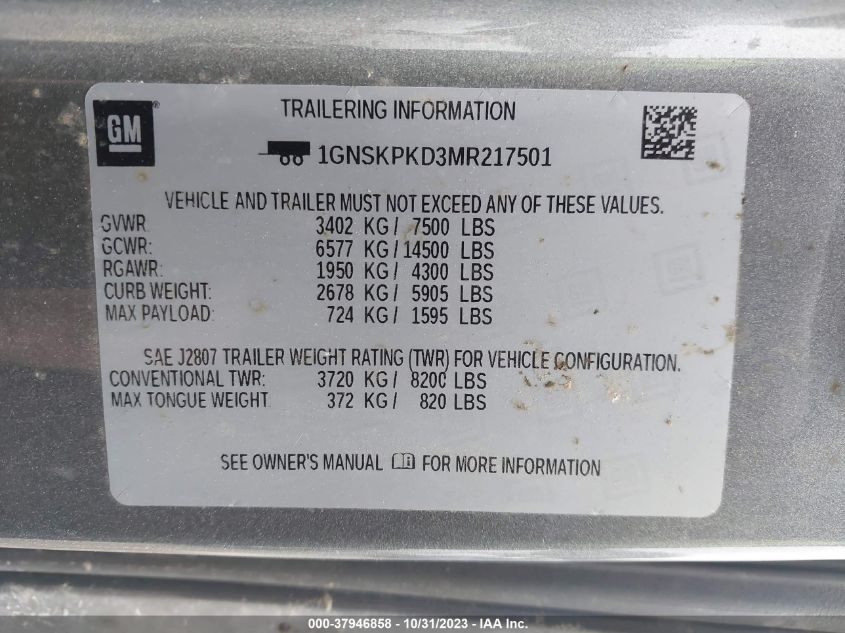 GM
®
TRAILERING INFORMATION
1GNSKPKD3MR217501
VEHICLE AND TRAILER MUST NOT EXCEED ANY OF THESE VALUES.
GVWR: 3402 KG/ 7500 LBS
GCWR: 6577 KG/14500 LBS
RGAWR: 1950 KG/ 4300 LBS
CURB WEIGHT: 2678 KG/ 5905 LBS
MAX PAYLOAD: 724 KG/ 1595 LBS
SAE J2807 TRAILER WEIGHT RATING (TWR) FOR VEHICLE CONFIGURATION.
CONVENTIONAL TWR: 3720 KG/ 8200 LBS
MAX TONGUE WEIGHT 372 KG/ 820 LBS
SEE OWNER'S MANUAL FOR MORE INFORMATION
000-37946858 - 10/31/2023 - ©IAA Inc.